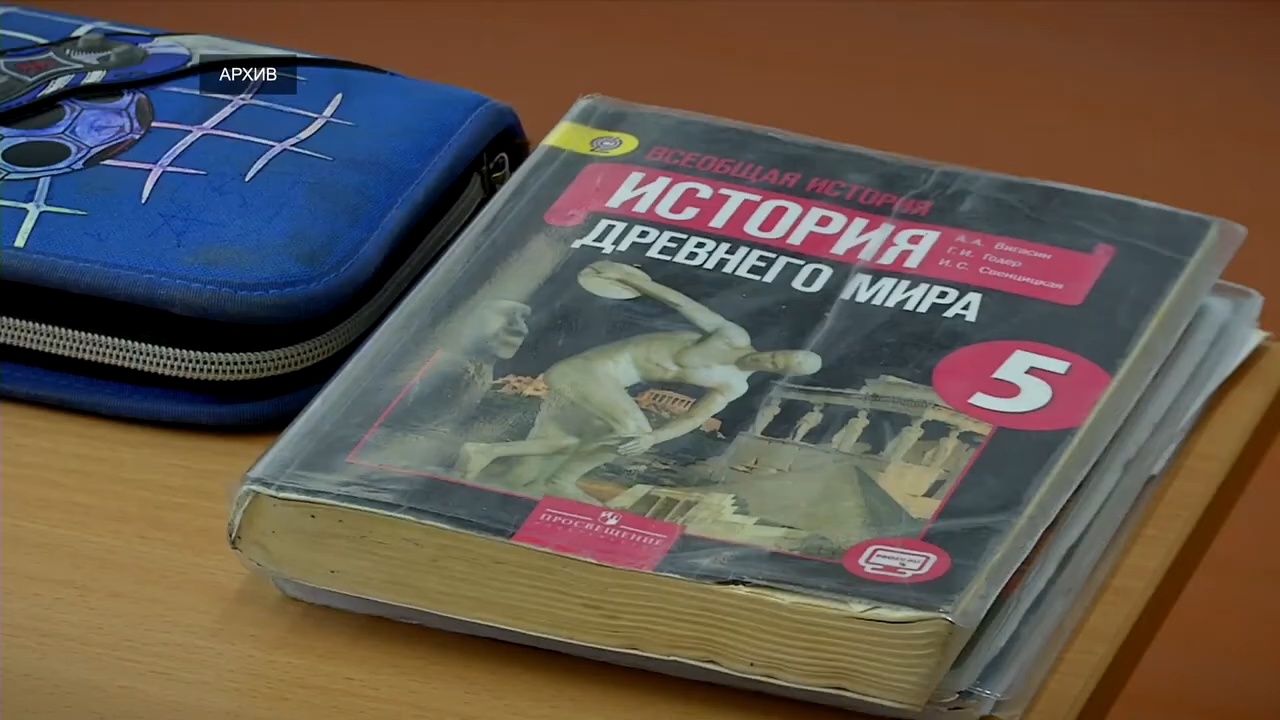 АРХИВ
ВСЕОБЩАЯ ИСТОРИЯ
ИСТОРИЯ
ДРЕВНЕГО МИРА
А. А. Вигасин
Г. И. Годер
И. С. Свенцицкая
5
ПРОСВЕЩЕНИЕ